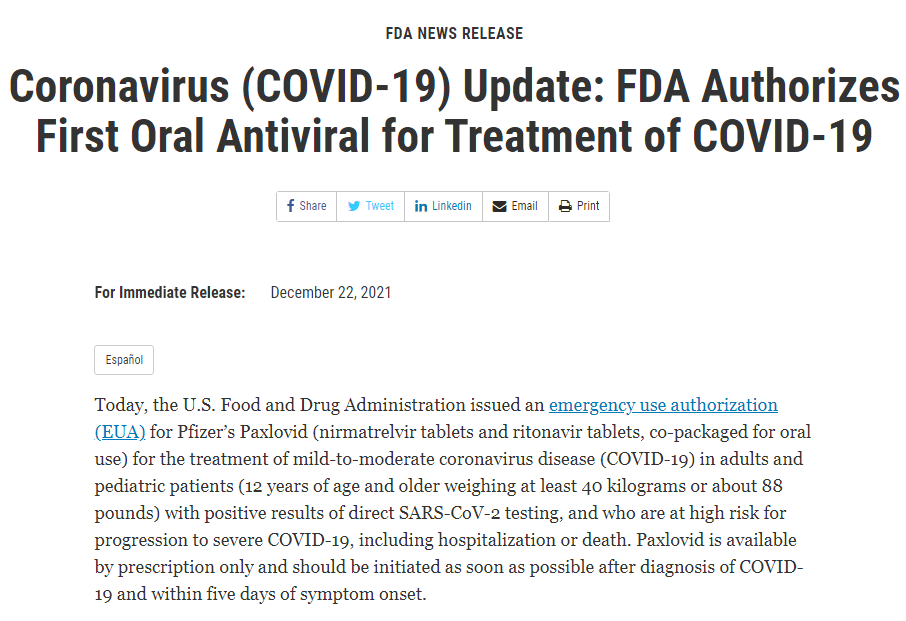 FDA NEWS RELEASE
Coronavirus (COVID-19) Update: FDA Authorizes
First Oral Antiviral for Treatment of COVID-19
Share Tweet Linkedin Email Print
For Immediate Release: December 22, 2021
Español
Today, the U.S. Food and Drug Administration issued an emergency use authorization
(EUA) for Pfizer’s Paxlovid (nirmatrelvir tablets and ritonavir tablets, co-packaged for oral
use) for the treatment of mild-to-moderate coronavirus disease (COVID-19) in adults and
pediatric patients (12 years of age and older weighing at least 40 kilograms or about 88
pounds) with positive results of direct SARS-CoV-2 testing, and who are at high risk for
progression to severe COVID-19, including hospitalization or death. Paxlovid is available
by prescription only and should be initiated as soon as possible after diagnosis of COVID-
19 and within five days of symptom onset.